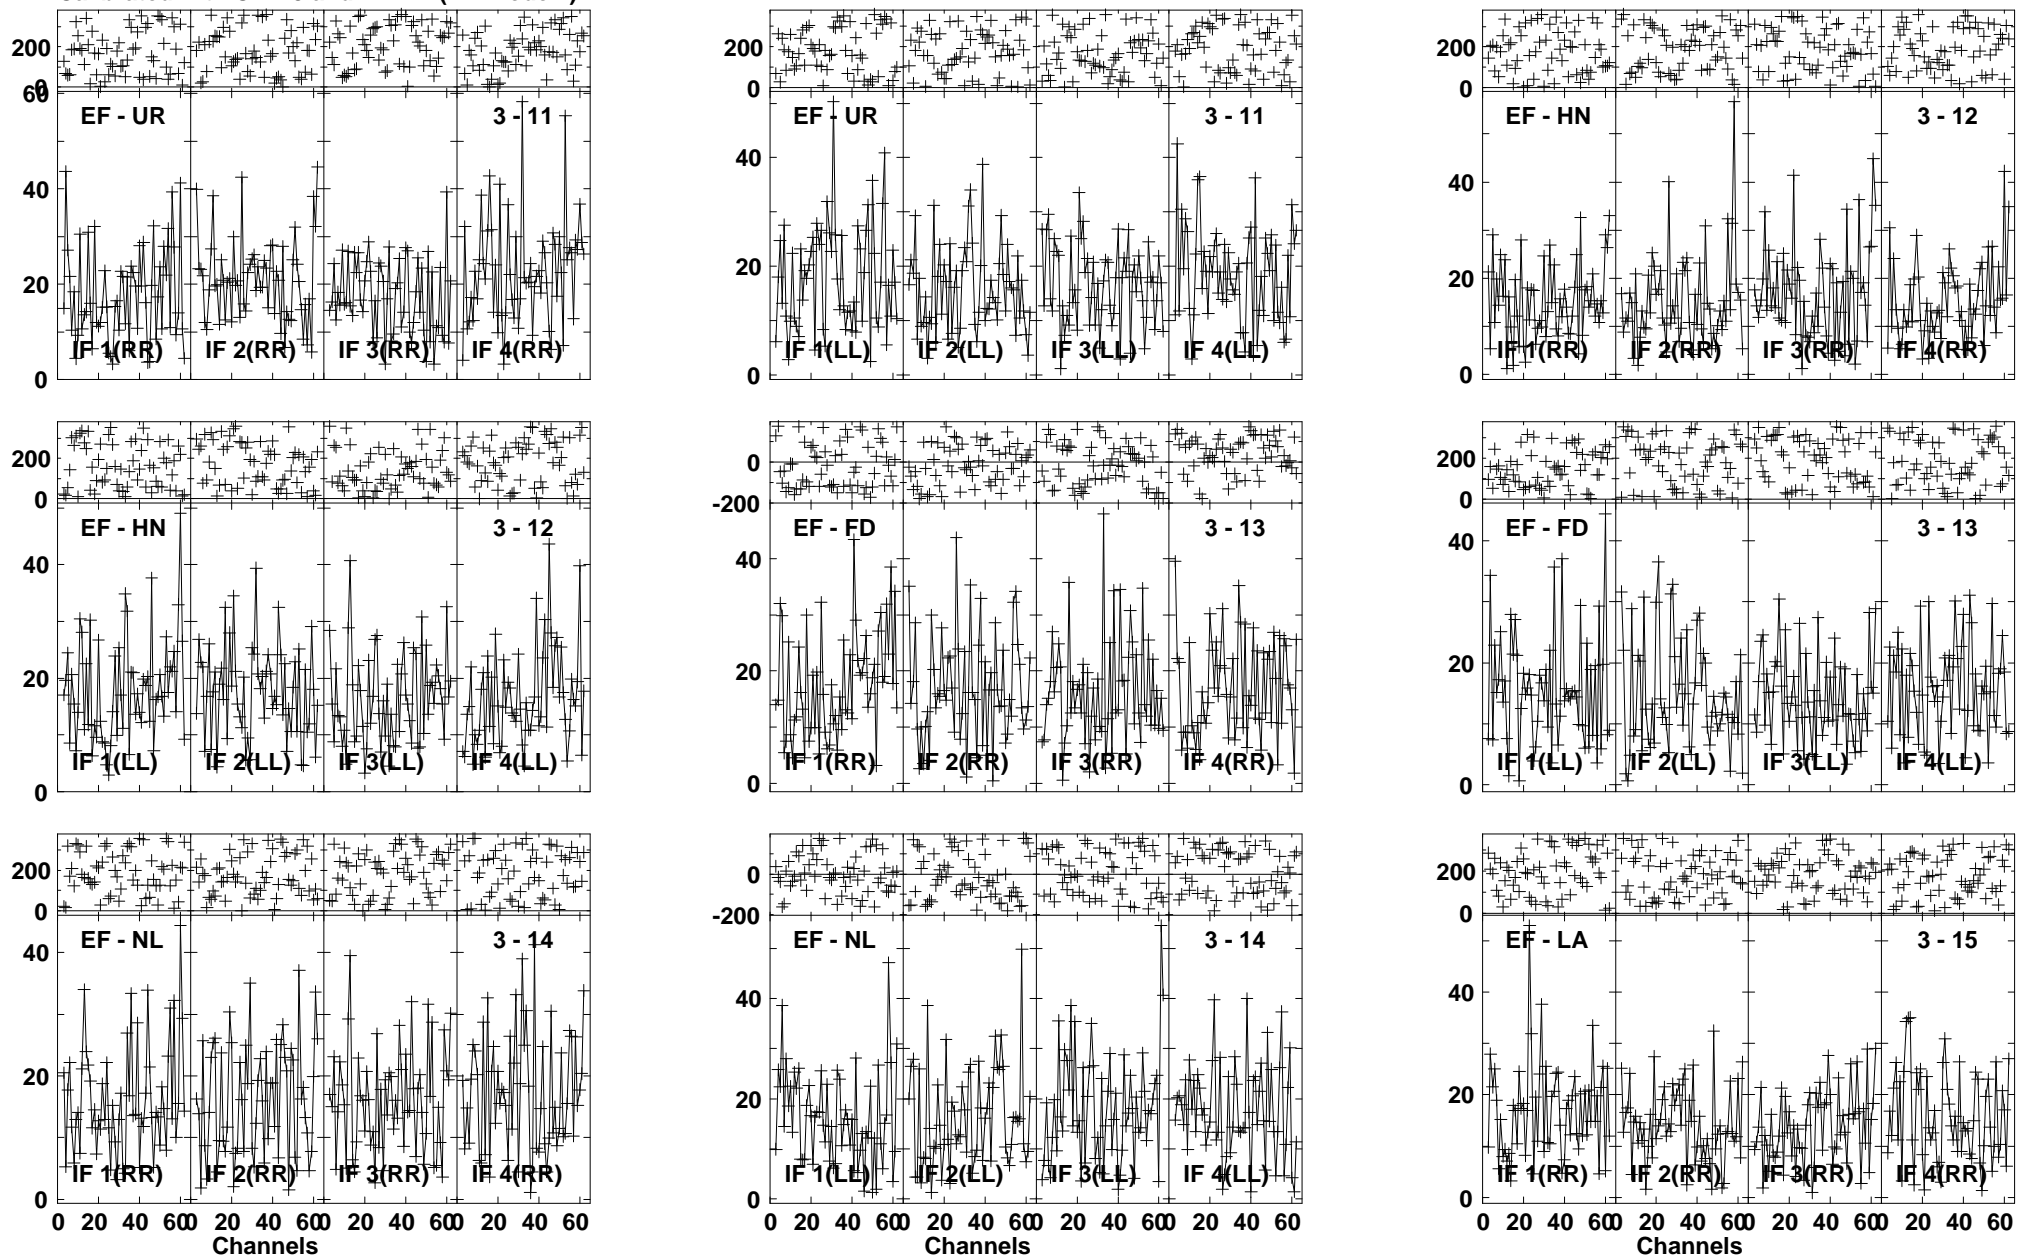 200 200 200
0 0 0
60
EF - UR 3 - 11 EF - UR 3 - 11 EF - HN 3 - 12
40 40 40
20 20 20
IF 1(RR) IF 2(RR) IF 3(RR) IF 4(RR) IF 1(LL) IF 2(LL) IF 3(LL) IF 4(LL) IF 1(RR) IF 2(RR) IF 3(RR) IF 4(RR)
0 0 0
200 0 200
0 -200 0
EF - HN 3 - 12 EF - FD 3 - 13 EF - FD 3 - 13
40 40 40
20 20 20
IF 1(LL) IF 2(LL) IF 3(LL) IF 4(LL) IF 1(RR) IF 2(RR) IF 3(RR) IF 4(RR) IF 1(LL) IF 2(LL) IF 3(LL) IF 4(LL)
0 0 0
200 0 200
0 -200 0
EF - NL 3 - 14 EF - NL 3 - 14 EF - LA 3 - 15
40 40 40
20 20 20
IF 1(RR) IF 2(RR) IF 3(RR) IF 4(RR) IF 1(LL) IF 2(LL) IF 3(LL) IF 4(LL) IF 1(RR) IF 2(RR) IF 3(RR) IF 4(RR)
0 0 0
0 20 40 60 0 20 40 60 0 20 40 60 0 20 40 60 0 20 40 60 0 20 40 60 0 20 40 60 0 20 40 60 0 20 40 60 0 20 40 60 0 20 40 60 0 20 40 60
Channels Channels Channels